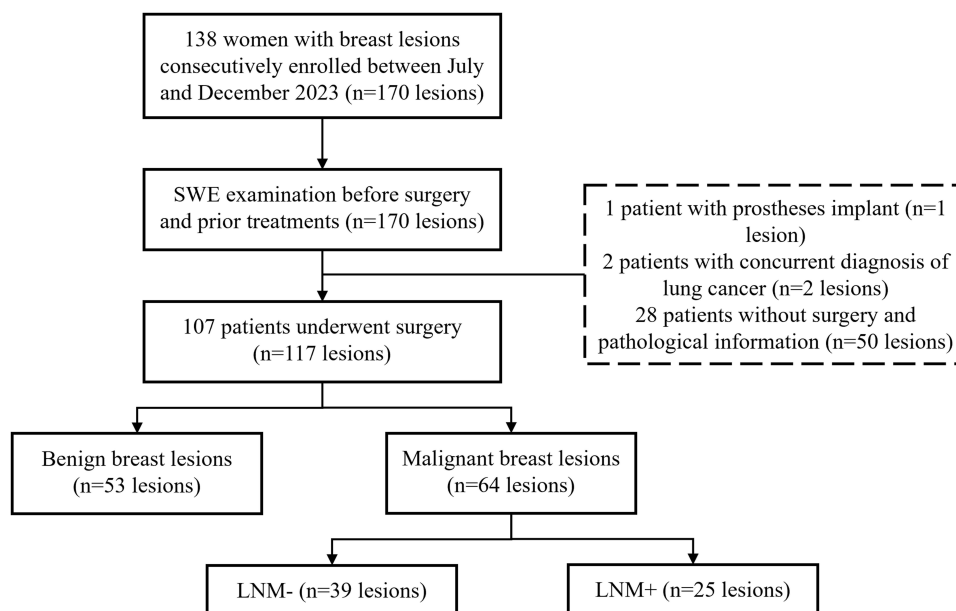 138 women with breast lesions
consecutively enrolled between July
and December 2023 (n=170 lesions)
SWE examination before surgery
and prior treatments (n=170 lesions)
1 patient with prostheses implant (n=1
lesion)
2 patients with concurrent diagnosis of
lung cancer (n=2 lesions)
28 patients without surgery and
pathological information (n=50 lesions)
107 patients underwent surgery
(n=117 lesions)
Benign breast lesions
(n=53 lesions)
Malignant breast lesions
(n=64 lesions)
LNM- (n=39 lesions)
LNM+ (n=25 lesions)